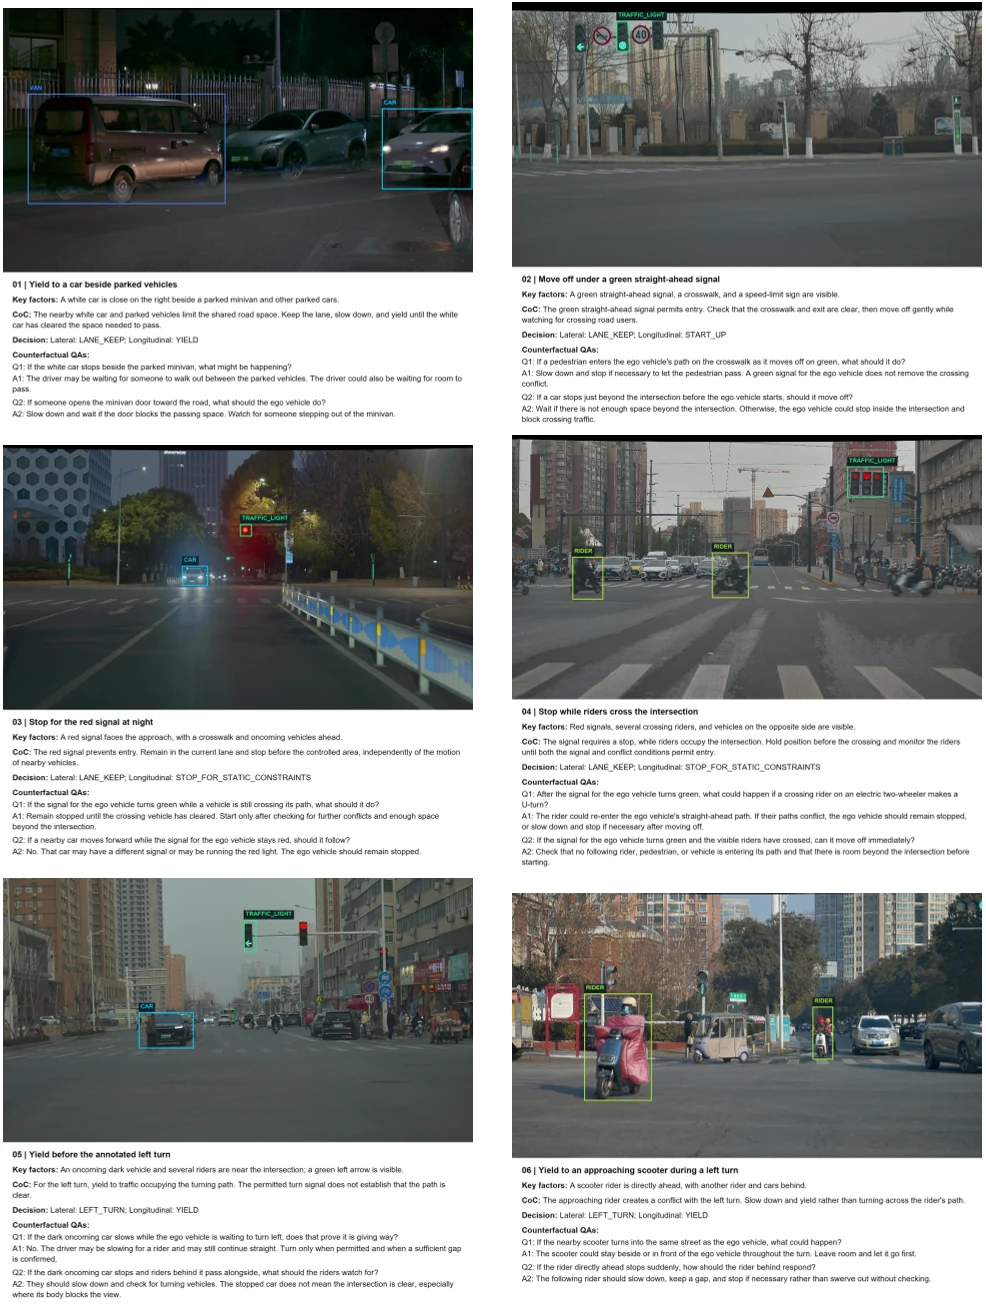 VAN
CAR
01 | Yield to a car beside parked vehicles
Key factors: A white car is close on the right beside a parked minivan and other parked cars.
CoC: The nearby white car and parked vehicles limit the shared road space. Keep the lane, slow down, and yield until the white
car has cleared the space needed to pass.
Decision: Lateral: LANE_KEEP; Longitudinal: YIELD
Counterfactual QAs:
Q1: If the white car stops beside the parked minivan, what might be happening?
A1: The driver may be waiting for someone to walk out between the parked vehicles. The driver could also be waiting for room to
pass.
Q2: If someone opens the minivan door toward the road, what should the ego vehicle do?
A2: Slow down and wait if the door blocks the passing space. Watch for someone stepping out of the minivan.
TRAFFIC_LIGHT
40
02 | Move off under a green straight-ahead signal
Key factors: A green straight-ahead signal, a crosswalk, and a speed-limit sign are visible.
CoC: The green straight-ahead signal permits entry. Check that the crosswalk and exit are clear, then move off gently while
watching for crossing road users.
Decision: Lateral: LANE_KEEP; Longitudinal: START_UP
Counterfactual QAs:
Q1: If a pedestrian enters the ego vehicle's path on the crosswalk as it moves off on green, what should it do?
A1: Slow down and stop if necessary to let the pedestrian pass. A green signal for the ego vehicle does not remove the crossing
conflict.
Q2: If a car stops just beyond the intersection before the ego vehicle starts, should it move off?
A2: Wait if there is not enough space beyond the intersection. Otherwise, the ego vehicle could stop inside the intersection and
block crossing traffic.
TRAFFIC_LIGHT
CAR
03 | Stop for the red signal at night
Key factors: A red signal faces the approach, with a crosswalk and oncoming vehicles ahead.
CoC: The red signal prevents entry. Remain in the current lane and stop before the controlled area, independently of the motion
of nearby vehicles.
Decision: Lateral: LANE_KEEP; Longitudinal: STOP_FOR_STATIC_CONSTRAINTS
Counterfactual QAs:
Q1: If the signal for the ego vehicle turns green while a vehicle is still crossing its path, what should it do?
A1: Remain stopped until the crossing vehicle has cleared. Start only after checking for further conflicts and enough space
beyond the intersection.
Q2: If a nearby car moves forward while the signal for the ego vehicle stays red, should it follow?
A2: No. That car may have a different signal or may be running the red light. The ego vehicle should remain stopped.
TRAFFIC_LIGHT
RIDER
RIDER
04 | Stop while riders cross the intersection
Key factors: Red signals, several crossing riders, and vehicles on the opposite side are visible.
CoC: The signal requires a stop, while riders occupy the intersection. Hold position before the crossing and monitor the riders
until both the signal and conflict conditions permit entry.
Decision: Lateral: LANE_KEEP; Longitudinal: STOP_FOR_STATIC_CONSTRAINTS
Counterfactual QAs:
Q1: After the signal for the ego vehicle turns green, what could happen if a crossing rider on an electric two-wheeler makes a
U-turn?
A1: The rider could re-enter the ego vehicle's straight-ahead path. If their paths conflict, the ego vehicle should remain stopped,
or slow down and stop if necessary after moving off.
Q2: If the signal for the ego vehicle turns green and the visible riders have crossed, can it move off immediately?
A2: Check that no following rider, pedestrian, or vehicle is entering its path and that there is room beyond the intersection before
starting.
TRAFFIC_LIGHT
40
CAR
05 | Yield before the annotated left turn
Key factors: An oncoming dark vehicle and several riders are near the intersection; a green left arrow is visible.
CoC: For the left turn, yield to traffic occupying the turning path. The permitted turn signal does not establish that the path is
clear.
Decision: Lateral: LEFT_TURN; Longitudinal: YIELD
Counterfactual QAs:
Q1: If the dark oncoming car slows while the ego vehicle is waiting to turn left, does that prove it is giving way?
A1: No. The driver may be slowing for a rider and may still continue straight. Turn only when permitted and when a sufficient gap
is confirmed.
Q2: If the dark oncoming car stops and riders behind it pass alongside, what should the riders watch for?
A2: They should slow down and check for turning vehicles. The stopped car does not mean the intersection is clear, especially
where its body blocks the view.
RIDER
RIDER
06 | Yield to an approaching scooter during a left turn
Key factors: A scooter rider is directly ahead, with another rider and cars behind.
CoC: The approaching rider creates a conflict with the left turn. Slow down and yield rather than turning across the rider's path.
Decision: Lateral: LEFT_TURN; Longitudinal: YIELD
Counterfactual QAs:
Q1: If the nearby scooter turns into the same street as the ego vehicle, what could happen?
A1: The scooter could stay beside or in front of the ego vehicle throughout the turn. Leave room and let it go first.
Q2: If the rider directly ahead stops suddenly, how should the rider behind respond?
A2: The following rider should slow down, keep a gap, and stop if necessary rather than swerve out without checking.